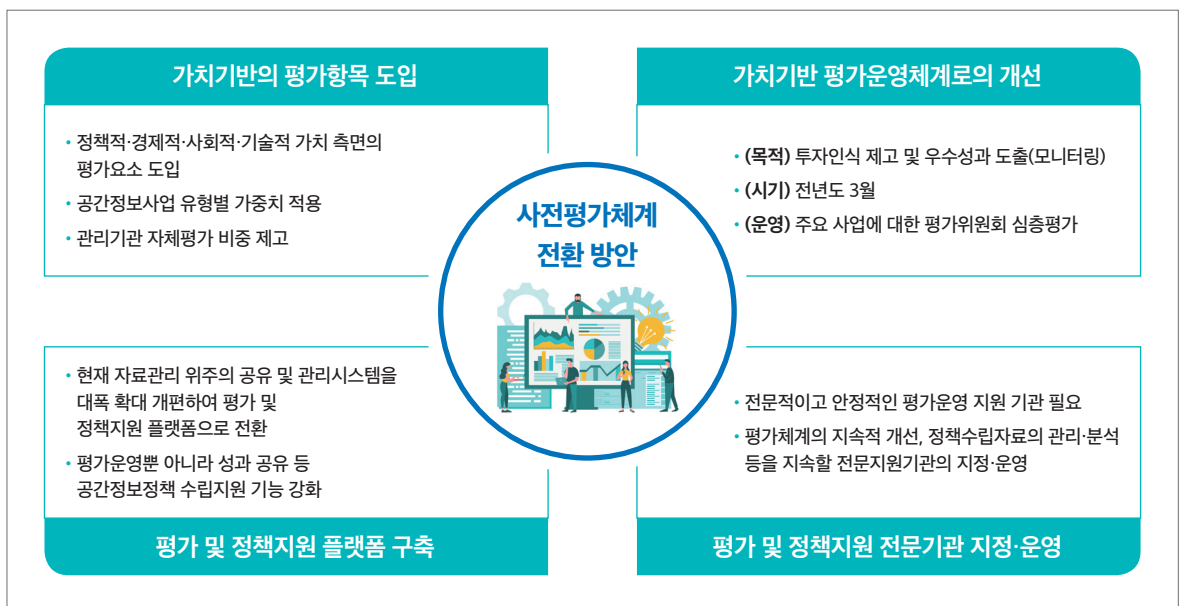 가치기반의 평가항목 도입
• 정책적·경제적·사회적·기술적 가치 측면의
평가요소 도입
• 공간정보사업 유형별 가중치 적용
• 관리기관 자체평가 비중 제고
가치기반 평가운영체계로의 개선
• (목적) 투자인식 제고 및 우수성과 도출(모니터링)
• (시기) 전년도 3월
• (운영) 주요 사업에 대한 평가위원회 심층평가
사전평가체계
전환 방안
• 현재 자료관리 위주의 공유 및 관리시스템을
대폭 확대 개편하여 평가 및
정책지원 플랫폼으로 전환
• 평가운영뿐 아니라 성과 공유 등
공간정보정책 수립지원 기능 강화
평가 및 정책지원 플랫폼 구축
• 전문적이고 안정적인 평가운영 지원 기관 필요
• 평가체계의 지속적 개선, 정책수립자료의 관리·분석
등을 지속할 전문지원기관의 지정·운영
평가 및 정책지원 전문기관 지정·운영